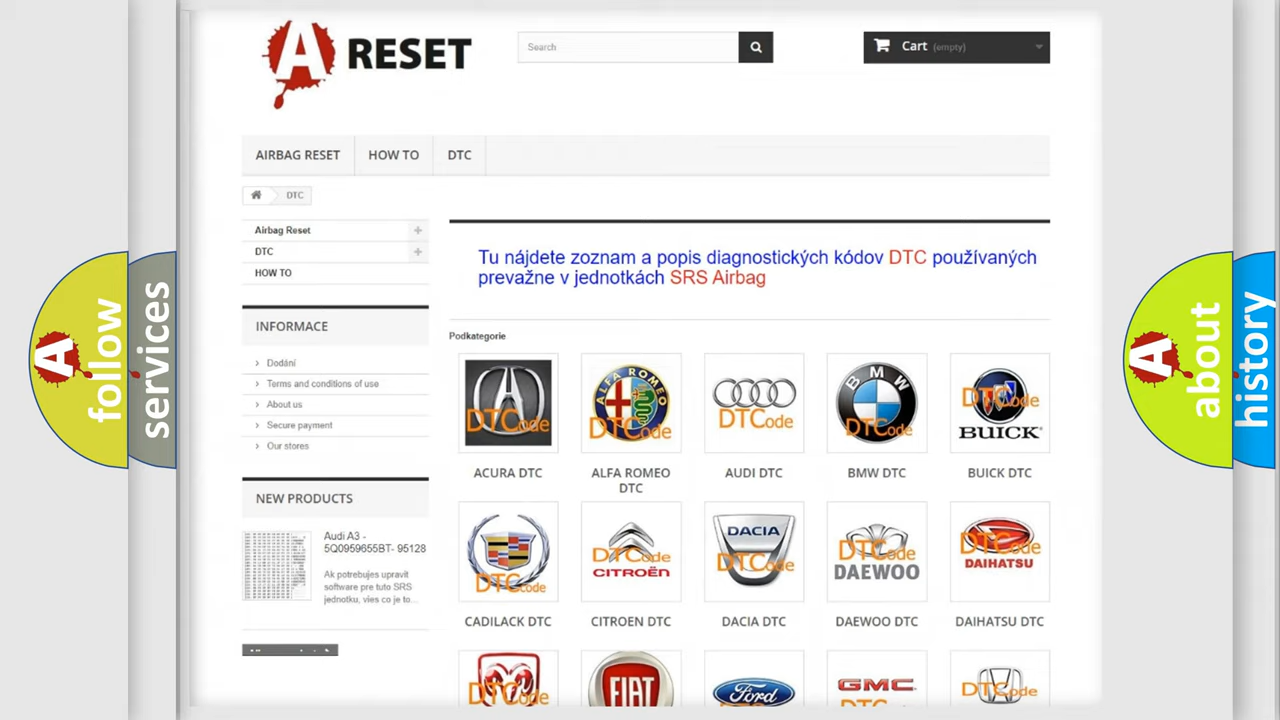 A RESET
Search
Cart (empty)
AIRBAG RESET
HOW TO
DTC
DTC
Airbag Reset
DTC
HOW TO
Tu nájdete zoznam a popis diagnostických kódov DTC používaných
prevažne v jednotkách SRS Airbag
INFORMACE
Dodání
Terms and conditions of use
About us
Secure payment
Our stores
NEW PRODUCTS
Audi A3 -
5Q0959655BT- 95128
Ak potrebujes upravit
software pre tuto SRS
jednotku, vies co je to...
Podkategorie
DTCode
ALFA ROMEO
DTCode
DTCode
BMW
DTCode
DTCode
BUICK
ACURA DTC
ALFA ROMEO
DTC
AUDI DTC
BMW DTC
BUICK DTC
DTCode
DTCode
CITROËN
DACIA
DTCode
DTCode
DAEWOO
DTCode
DAIHATSU
CADILACK DTC
CITROEN DTC
DACIA DTC
DAEWOO DTC
DAIHATSU DTC
DTCode
FIAT
Ford
GMC
DTCode
A follow
services
A about
history